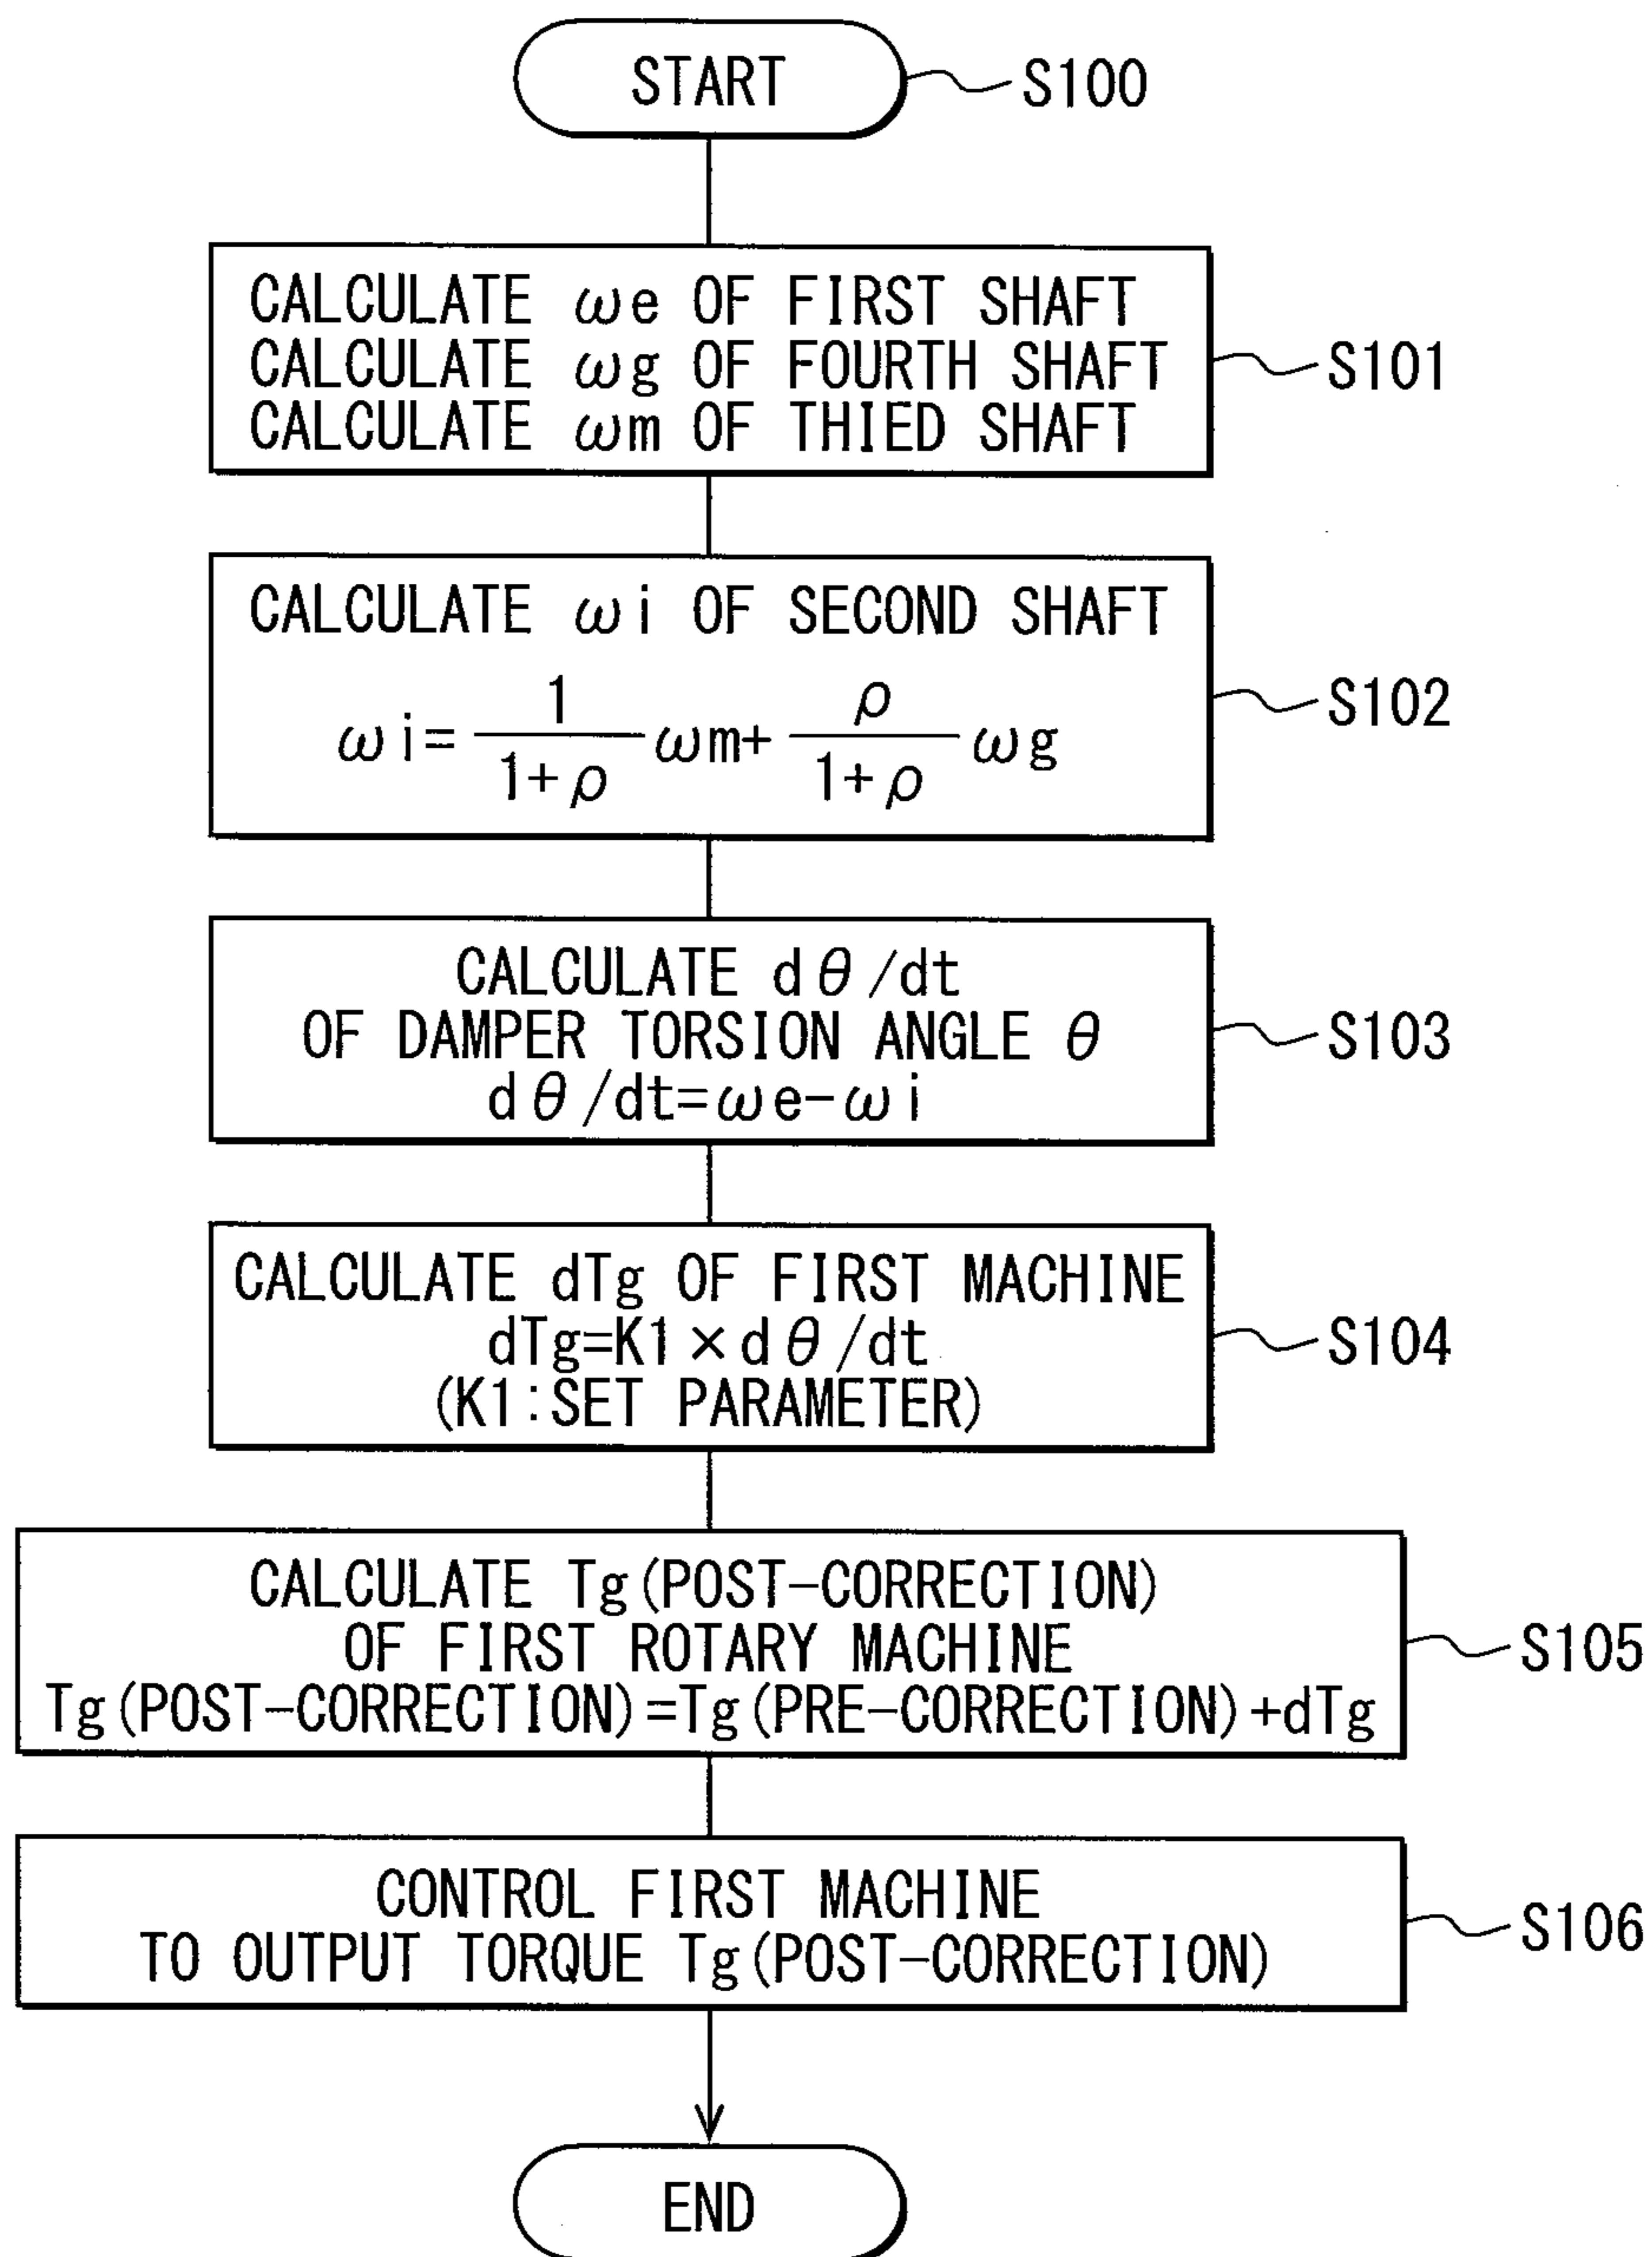 START
S100
CALCULATE ωe OF FIRST SHAFT
CALCULATE ωg OF FOURTH SHAFT
CALCULATE ωm OF THIED SHAFT
S101
CALCULATE ωi OF SECOND SHAFT
ωi= 1/(1+ρ) ωm+ ρ/(1+ρ) ωg
S102
CALCULATE dθ/dt
OF DAMPER TORSION ANGLE θ
dθ/dt=ωe-ωi
S103
CALCULATE dTg OF FIRST MACHINE
dTg=K1×dθ/dt
(K1:SET PARAMETER)
S104
CALCULATE Tg(POST-CORRECTION)
OF FIRST ROTARY MACHINE
Tg(POST-CORRECTION)=Tg(PRE-CORRECTION)+dTg
S105
CONTROL FIRST MACHINE
TO OUTPUT TORQUE Tg(POST-CORRECTION)
S106
END